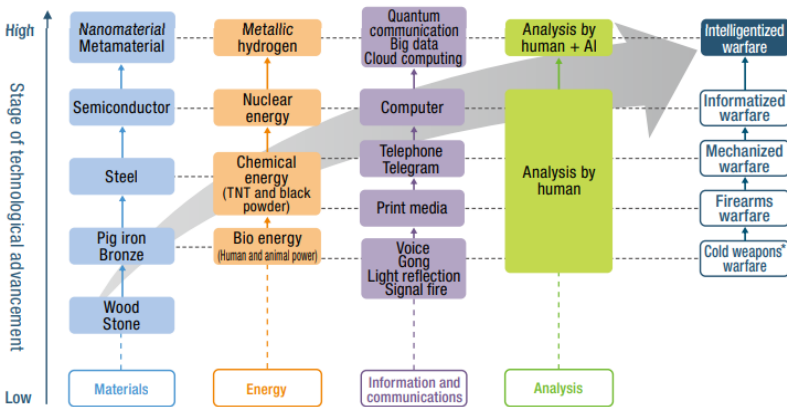 High
Stage of technological advancement
Low
Nanomaterial
Metamaterial
Semiconductor
Steel
Pig iron
Bronze
Wood
Stone
Materials
Metallic
hydrogen
Nuclear
energy
Chemical
energy
(TNT and black
powder)
Bio energy
(Human and animal power)
Energy
Quantum
communication
Big data
Cloud computing
Computer
Telephone
Telegram
Print media
Voice
Gong
Light reflection
Signal fire
Information and
communications
Analysis by
human + AI
Analysis by
human
Analysis
Intelligentized
warfare
Informatized
warfare
Mechanized
warfare
Firearms
warfare
Cold weapons*
warfare